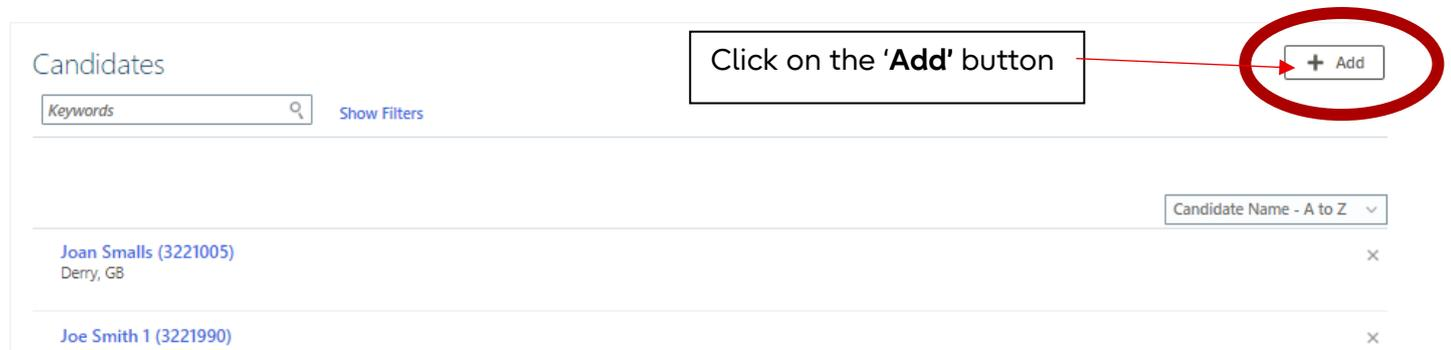 Candidates
Click on the ‘Add’ button
+ Add
Keywords
Show Filters
Candidate Name - A to Z
Joan Smalls (3221005)
Derry, GB
Joe Smith 1 (3221990)